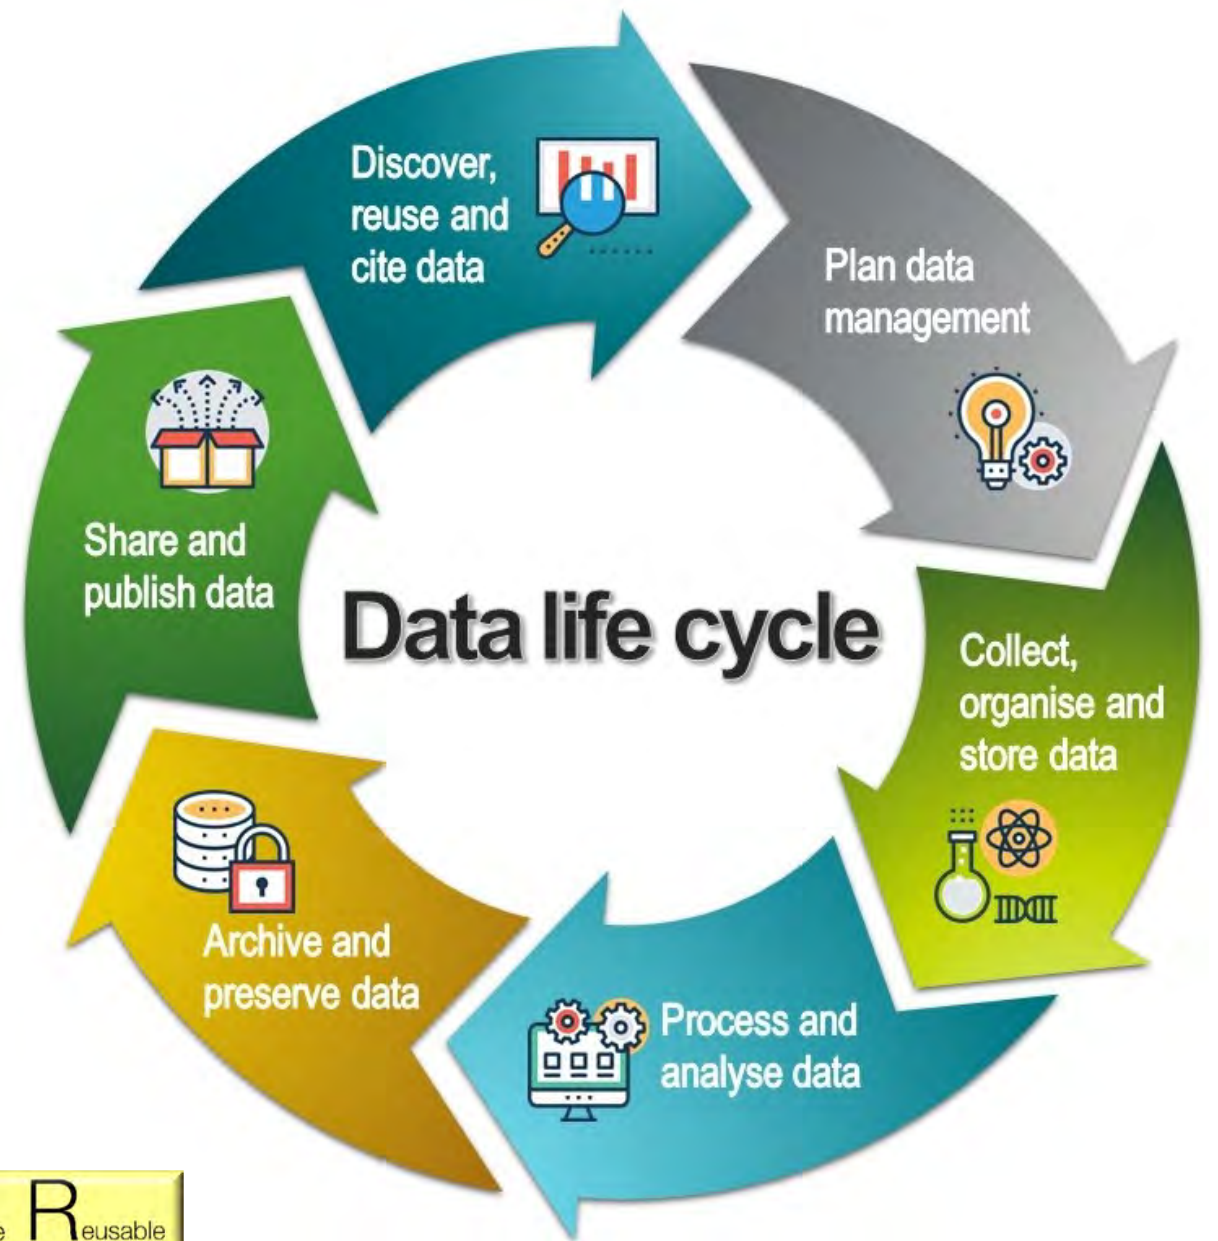 Discover,
reuse and
cite data
Plan data
management
Collect,
organise and
store data
Process and
analyse data
Archive and
preserve data
Share and
publish data
Data life cycle
Reusable